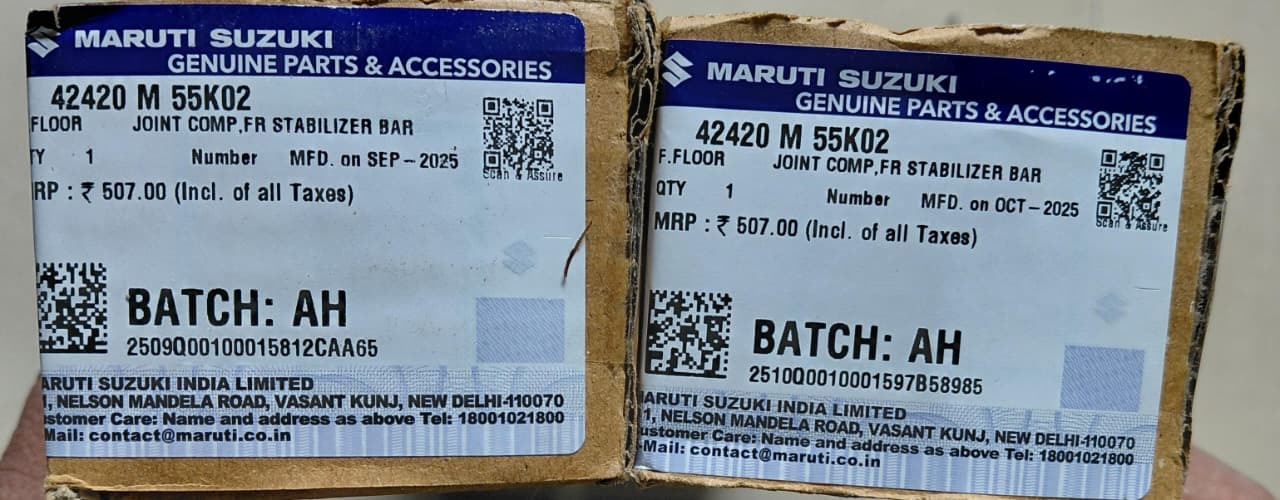 MARUTI SUZUKI
GENUINE PARTS & ACCESSORIES
42420 M 55K02
FLOOR JOINT COMP,FR STABILIZER BAR
TY 1 Number MFD. on SEP-2025
Scan & Assure
RP : ₹ 507.00 (Incl. of all Taxes)
BATCH: AH
2509Q00100015812CAA65
ARUTI SUZUKI INDIA LIMITED
1, NELSON MANDELA ROAD, VASANT KUNJ, NEW DELHI-110070
ustomer Care: Name and address as above Tel: 18001021800
Mail: contact@maruti.co.in
MARUTI SUZUKI
GENUINE PARTS & ACCESSORIES
42420 M 55K02
F.FLOOR JOINT COMP,FR STABILIZER BAR
QTY 1 Number MFD. on OCT-2025
Scan & Assure
MRP : ₹ 507.00 (Incl. of all Taxes)
BATCH: AH
2510Q0010001597B58985
ARUTI SUZUKI INDIA LIMITED
1, NELSON MANDELA ROAD, VASANT KUNJ, NEW DELHI-110070
ustomer Care: Name and address as above Tel: 18001021800
-Mail: contact@maruti.co.in